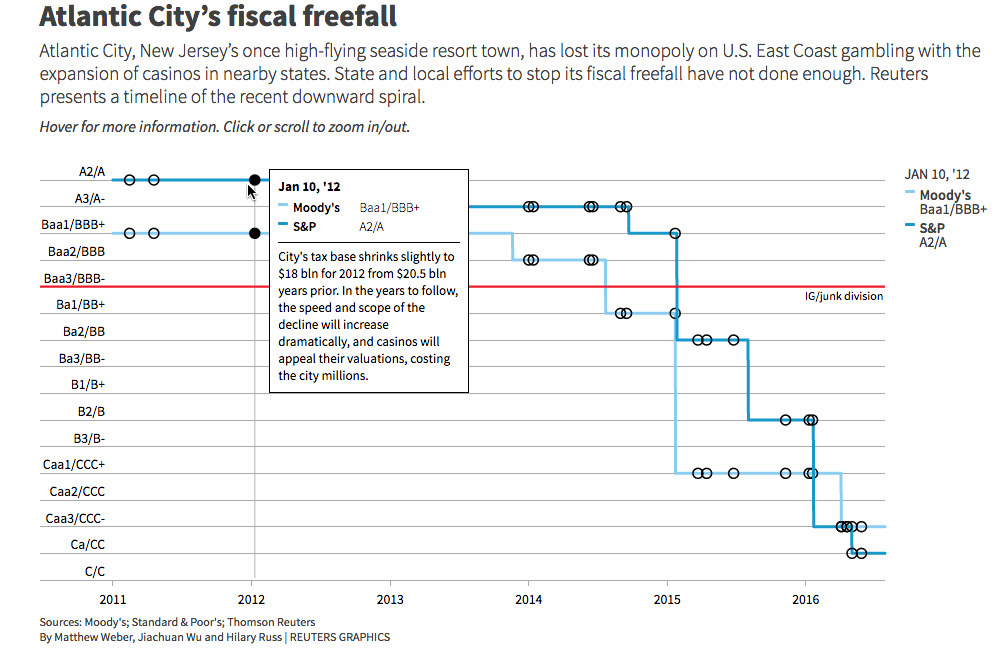 Atlantic City’s fiscal freefall
Atlantic City, New Jersey’s once high-flying seaside resort town, has lost its monopoly on U.S. East Coast gambling with the
expansion of casinos in nearby states. State and local efforts to stop its fiscal freefall have not done enough. Reuters
presents a timeline of the recent downward spiral.
Hover for more information. Click or scroll to zoom in/out.
A2/A
A3/A-
Baa1/BBB+
Baa2/BBB
Baa3/BBB-
Ba1/BB+
Ba2/BB
Ba3/BB-
B1/B+
B2/B
B3/B-
Caa1/CCC+
Caa2/CCC
Caa3/CCC-
Ca/CC
C/C
Jan 10, '12
Moody's Baa1/BBB+
S&P A2/A
City's tax base shrinks slightly to
$18 bln for 2012 from $20.5 bln
years prior. In the years to follow,
the speed and scope of the
decline will increase
dramatically, and casinos will
appeal their valuations, costing
the city millions.
IG/junk division
JAN 10, '12
Moody's
Baa1/BBB+
S&P
A2/A
2011 2012 2013 2014 2015 2016
Sources: Moody's; Standard & Poor's; Thomson Reuters
By Matthew Weber, Jiachuan Wu and Hilary Russ | REUTERS GRAPHICS